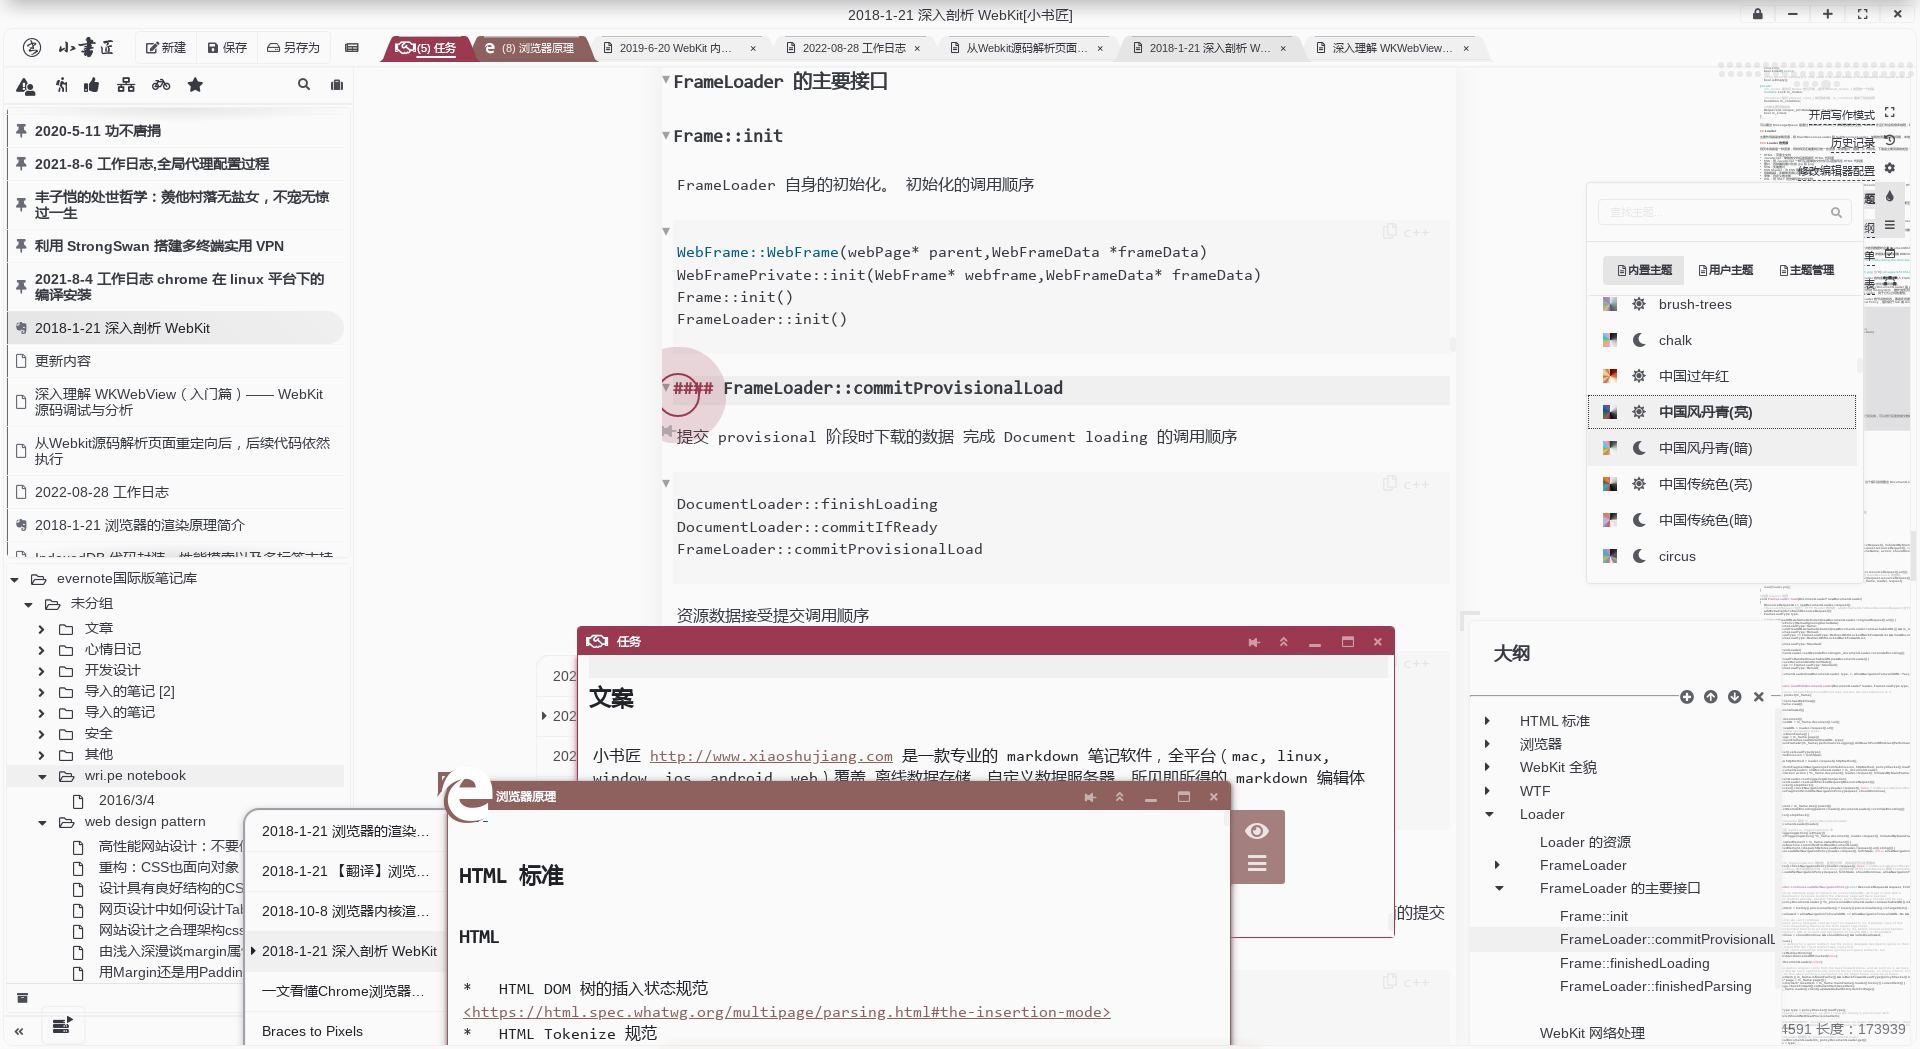 2018-1-21 深入剖析 WebKit[小书匠]
小书匠
新建
保存
另存为
(5) 任务
(8) 浏览器原理
2019-6-20 WebKit 内...
2022-08-28 工作日志
从Webkit源码解析页面...
2018-1-21 深入剖析 W...
深入理解 WKWebView...
2020-5-11 功不唐捐
2021-8-6 工作日志,全局代理配置过程
丰子恺的处世哲学：羡他村落无盐女，不宠无惊
过一生
利用 StrongSwan 搭建多终端实用 VPN
2021-8-4 工作日志 chrome 在 linux 平台下的
编译安装
2018-1-21 深入剖析 WebKit
更新内容
深入理解 WKWebView（入门篇）—— WebKit
源码调试与分析
从Webkit源码解析页面重定向后，后续代码依然
执行
2022-08-28 工作日志
2018-1-21 浏览器的渲染原理简介
evernote国际版笔记库
未分组
文章
心情日记
开发设计
导入的笔记 [2]
导入的笔记
安全
其他
wri.pe notebook
2016/3/4
web design pattern
高性能网站设计：不要使
重构：CSS也面向对象
设计具有良好结构的CS
网页设计中如何设计Tab
网站设计之合理架构css
由浅入深漫谈margin属
用Margin还是用Paddin
FrameLoader 的主要接口
Frame::init
FrameLoader 自身的初始化。 初始化的调用顺序
c++
WebFrame::WebFrame(webPage* parent,WebFrameData *frameData)
WebFramePrivate::init(WebFrame* webframe,WebFrameData* frameData)
Frame::init()
FrameLoader::init()
#### FrameLoader::commitProvisionalLoad
提交 provisional 阶段时下载的数据 完成 Document loading 的调用顺序
c++
DocumentLoader::finishLoading
DocumentLoader::commitIfReady
FrameLoader::commitProvisionalLoad
资源数据接受提交调用顺序
c++
的提交
c++
202
202
202
任务
文案
小书匠 http://www.xiaoshujiang.com 是一款专业的 markdown 笔记软件，全平台（mac, linux,
window, ios, android, web）覆盖 离线数据存储，自定义数据服务器，所见即所得的 markdown 编辑体
浏览器原理
HTML 标准
HTML
* HTML DOM 树的插入状态规范
<https://html.spec.whatwg.org/multipage/parsing.html#the-insertion-mode>
* HTML Tokenize 规范
2018-1-21 浏览器的渲染...
2018-1-21 【翻译】浏览...
2018-10-8 浏览器内核渲...
2018-1-21 深入剖析 WebKit
一文看懂Chrome浏览器...
Braces to Pixels
开启写作模式
历史记录
修改编辑器配置
查找主题...
内置主题
用户主题
主题管理
brush-trees
chalk
中国过年红
中国风丹青(亮)
中国风丹青(暗)
中国传统色(亮)
中国传统色(暗)
circus
大纲
HTML 标准
浏览器
WebKit 全貌
WTF
Loader
Loader 的资源
FrameLoader
FrameLoader 的主要接口
Frame::init
FrameLoader::commitProvisionalL
Frame::finishedLoading
FrameLoader::finishedParsing
WebKit 网络处理
4591 长度：173939